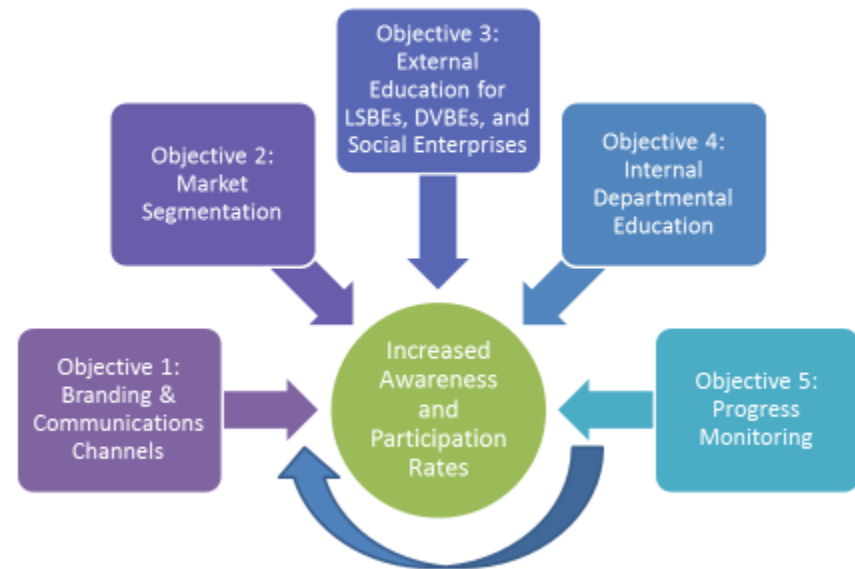 Objective 1:
Branding &
Communications
Channels
Objective 2:
Market
Segmentation
Objective 3:
External
Education for
LSBEs, DVBEs, and
Social Enterprises
Objective 4:
Internal
Departmental
Education
Objective 5:
Progress
Monitoring
Increased
Awareness
and
Participation
Rates